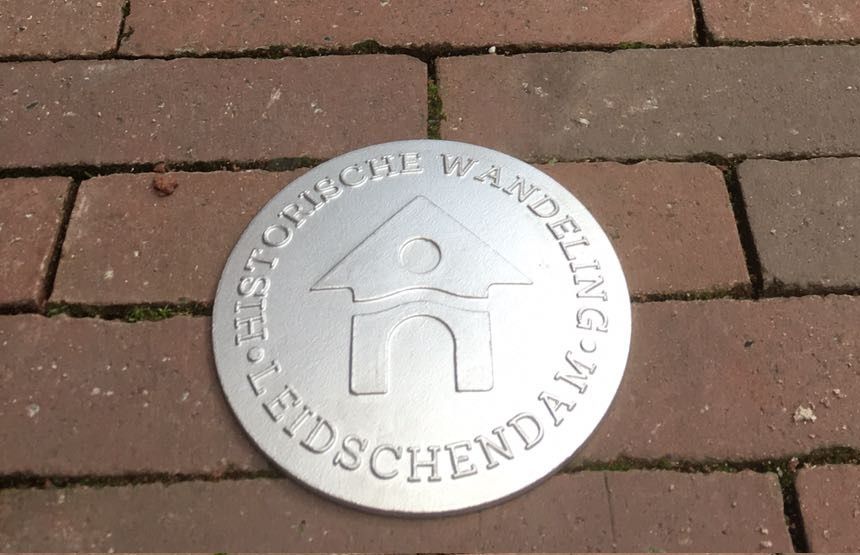 HISTORISCHE WANDELING
• LEIDSCHENDAM •